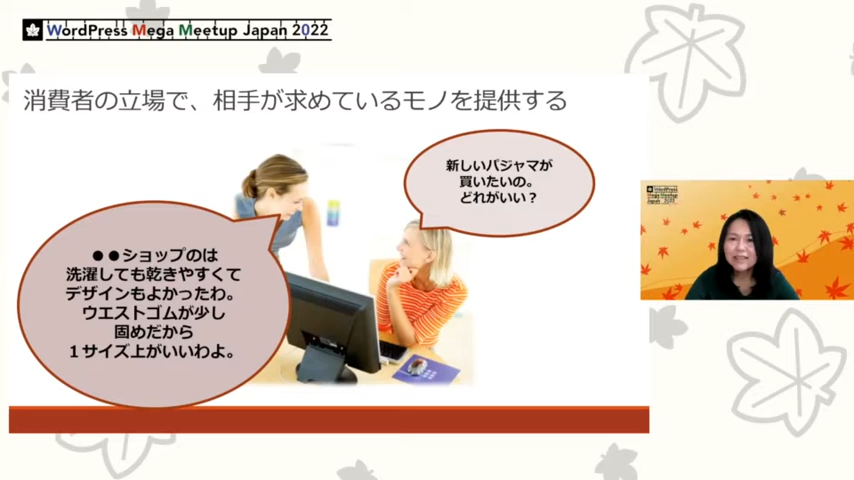 WordPress Mega Meetup Japan 2022
消費者の立場で、相手が求めているモノを提供する
新しいパジャマが
買いたいの。
どれがいい？
●●ショップのは
洗濯しても乾きやすくて
デザインもよかったわ。
ウエストゴムが少し
固めだから
１サイズ上がいいわよ。
WordPress
Mega Meetup
Japan 2022